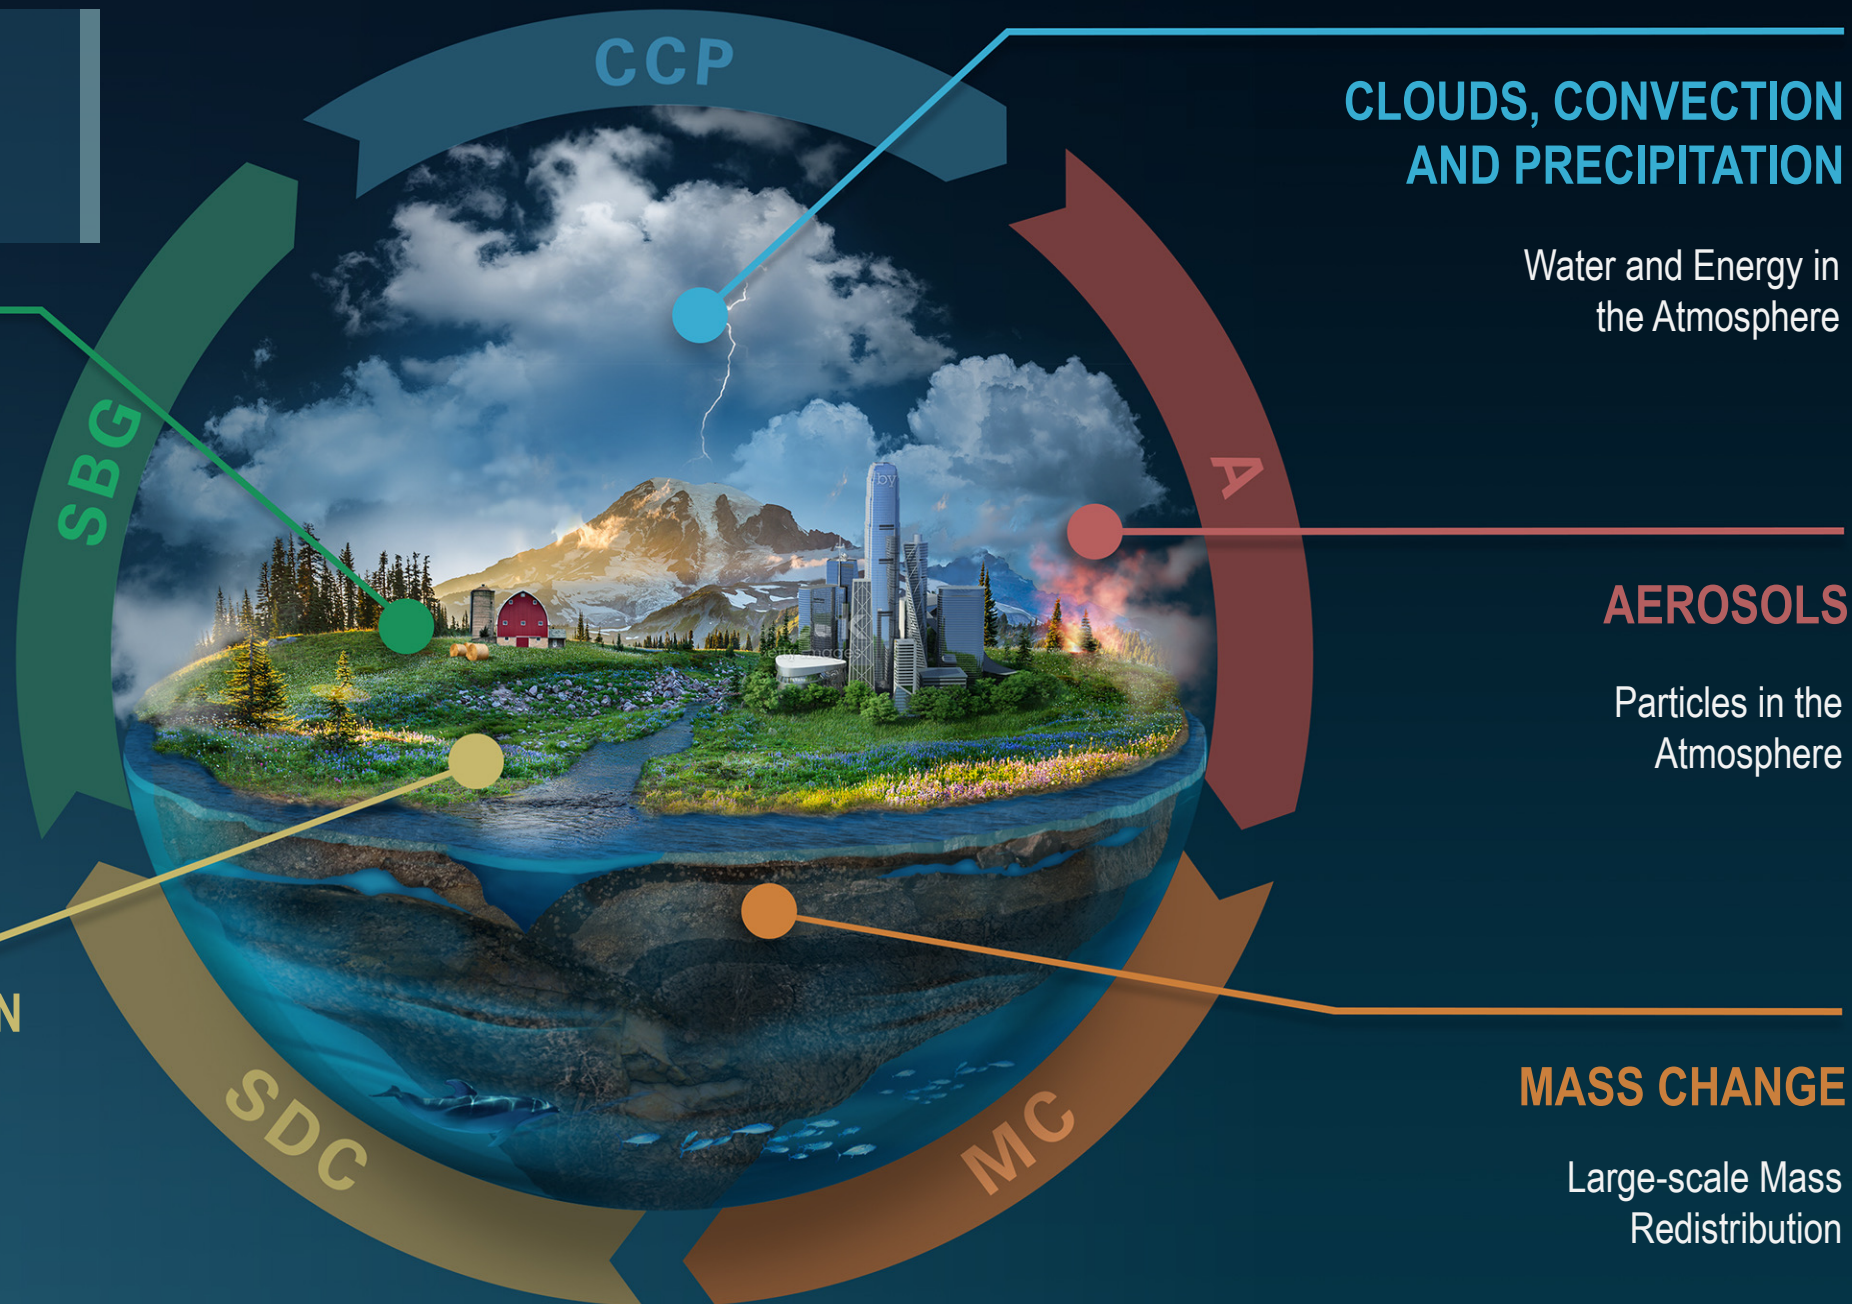 CCP
CLOUDS, CONVECTION
AND PRECIPITATION
Water and Energy in
the Atmosphere
SBG
A
by
AEROSOLS
Particles in the
Atmosphere
N
SDC
MC
MASS CHANGE
Large-scale Mass
Redistribution